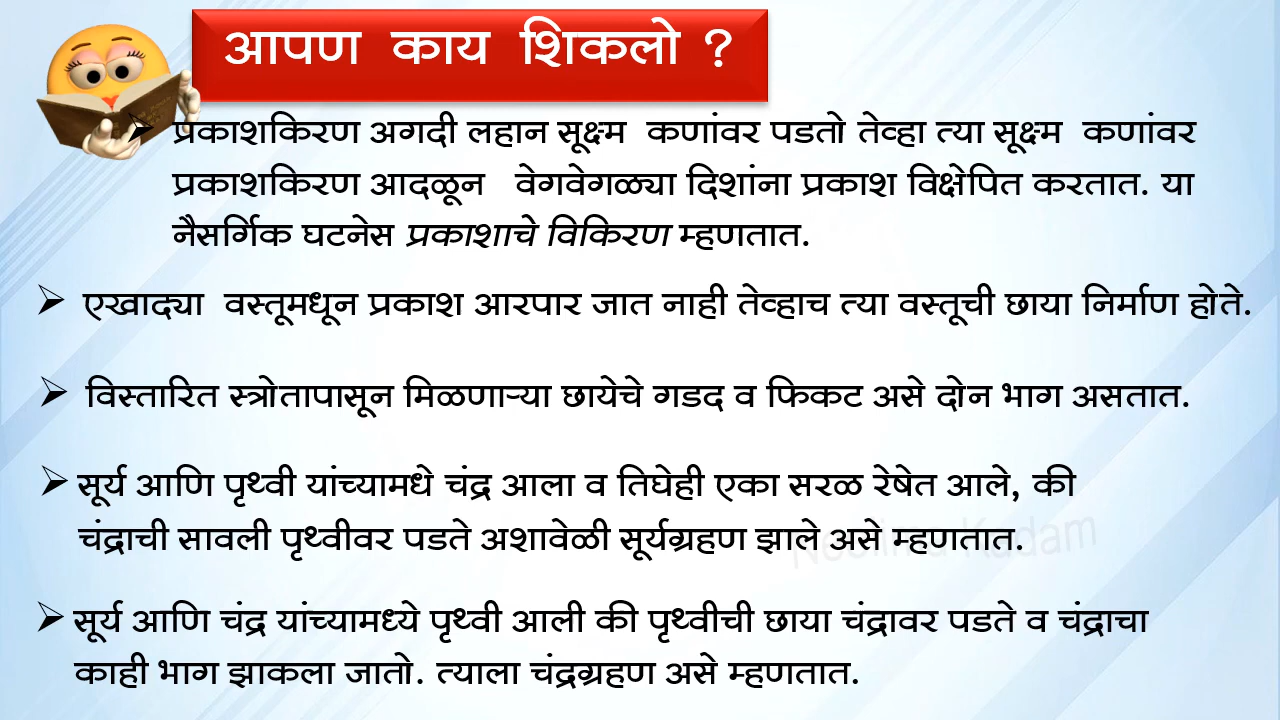 आपण काय शिकलो ?
प्रकाशकिरण अगदी लहान सूक्ष्म कणांवर पडतो तेव्हा त्या सूक्ष्म कणांवर
प्रकाशकिरण आदळून वेगवेगळ्या दिशांना प्रकाश विक्षेपित करतात. या
नैसर्गिक घटनेस प्रकाशाचे विकिरण म्हणतात.
एखाद्या वस्तूमधून प्रकाश आरपार जात नाही तेव्हाच त्या वस्तूची छाया निर्माण होते.
विस्तारित स्त्रोतापासून मिळणाऱ्या छायेचे गडद व फिकट असे दोन भाग असतात.
सूर्य आणि पृथ्वी यांच्यामधे चंद्र आला व तिघेही एका सरळ रेषेत आले, की
चंद्राची सावली पृथ्वीवर पडते अशावेळी सूर्यग्रहण झाले असे म्हणतात.
Neelima Kadam
सूर्य आणि चंद्र यांच्यामध्ये पृथ्वी आली की पृथ्वीची छाया चंद्रावर पडते व चंद्राचा
काही भाग झाकला जातो. त्याला चंद्रग्रहण असे म्हणतात.